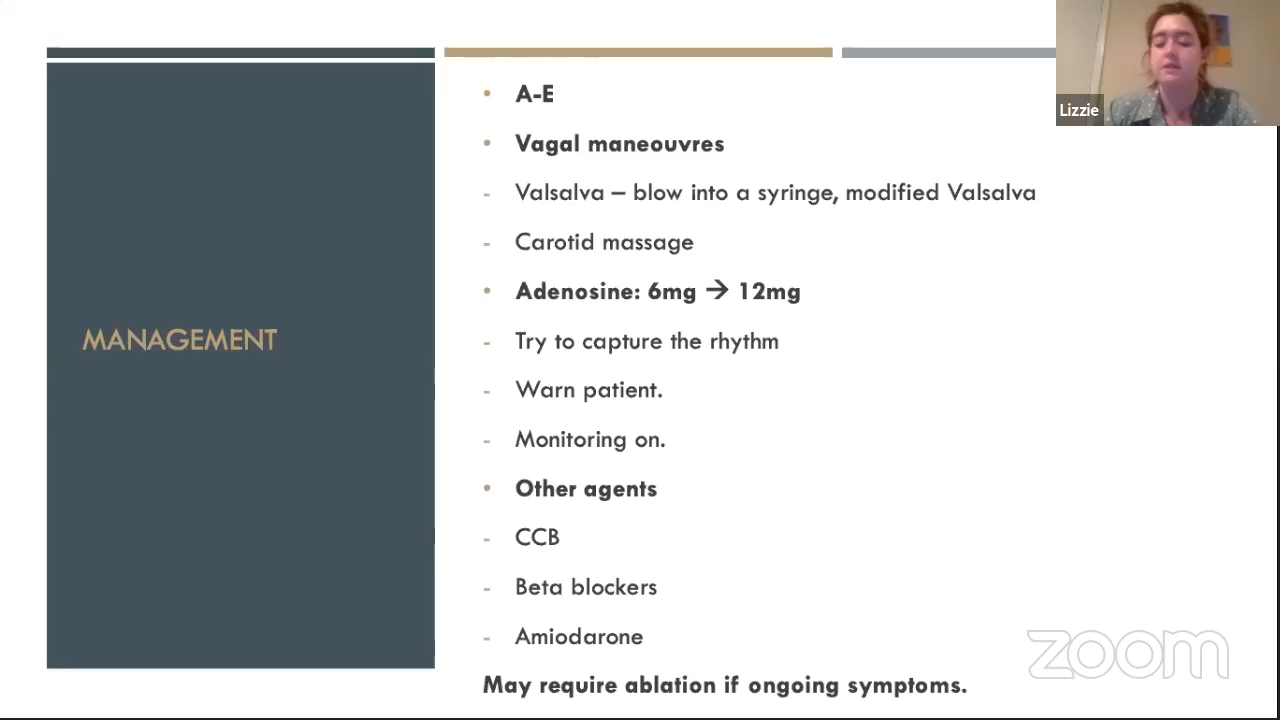 MANAGEMENT
• A-E
• Vagal maneouvres
- Valsalva – blow into a syringe, modified Valsalva
- Carotid massage
• Adenosine: 6mg → 12mg
- Try to capture the rhythm
- Warn patient.
- Monitoring on.
• Other agents
- CCB
- Beta blockers
- Amiodarone
May require ablation if ongoing symptoms.
Lizzie
zoom